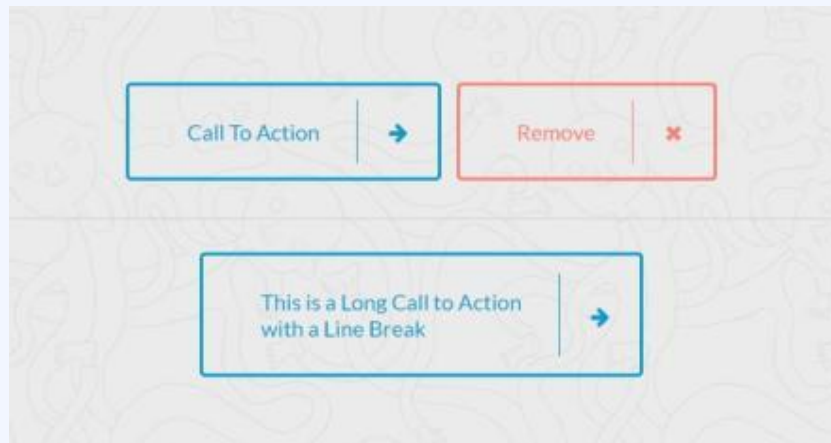 Call To Action
Remove
This is a Long Call to Action
with a Line Break